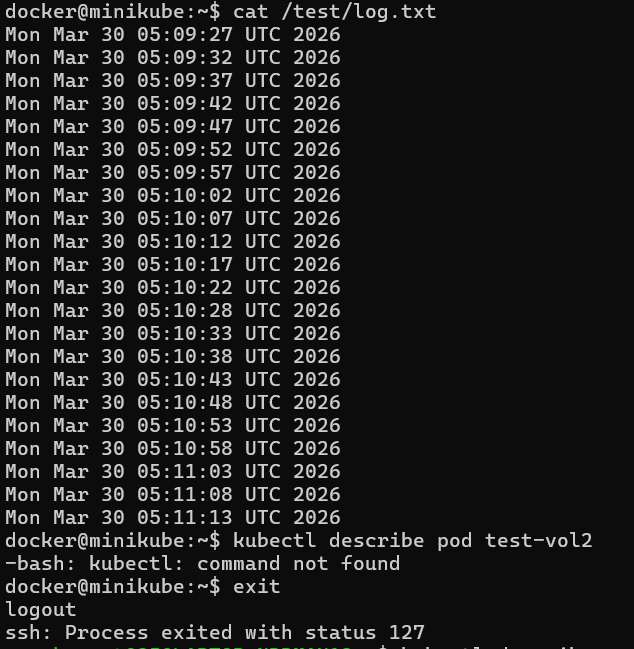 docker@minikube:~$ cat /test/log.txt
Mon Mar 30 05:09:27 UTC 2026
Mon Mar 30 05:09:32 UTC 2026
Mon Mar 30 05:09:37 UTC 2026
Mon Mar 30 05:09:42 UTC 2026
Mon Mar 30 05:09:47 UTC 2026
Mon Mar 30 05:09:52 UTC 2026
Mon Mar 30 05:09:57 UTC 2026
Mon Mar 30 05:10:02 UTC 2026
Mon Mar 30 05:10:07 UTC 2026
Mon Mar 30 05:10:12 UTC 2026
Mon Mar 30 05:10:17 UTC 2026
Mon Mar 30 05:10:22 UTC 2026
Mon Mar 30 05:10:28 UTC 2026
Mon Mar 30 05:10:33 UTC 2026
Mon Mar 30 05:10:38 UTC 2026
Mon Mar 30 05:10:43 UTC 2026
Mon Mar 30 05:10:48 UTC 2026
Mon Mar 30 05:10:53 UTC 2026
Mon Mar 30 05:10:58 UTC 2026
Mon Mar 30 05:11:03 UTC 2026
Mon Mar 30 05:11:08 UTC 2026
Mon Mar 30 05:11:13 UTC 2026
docker@minikube:~$ kubectl describe pod test-vol2
-bash: kubectl: command not found
docker@minikube:~$ exit
logout
ssh: Process exited with status 127